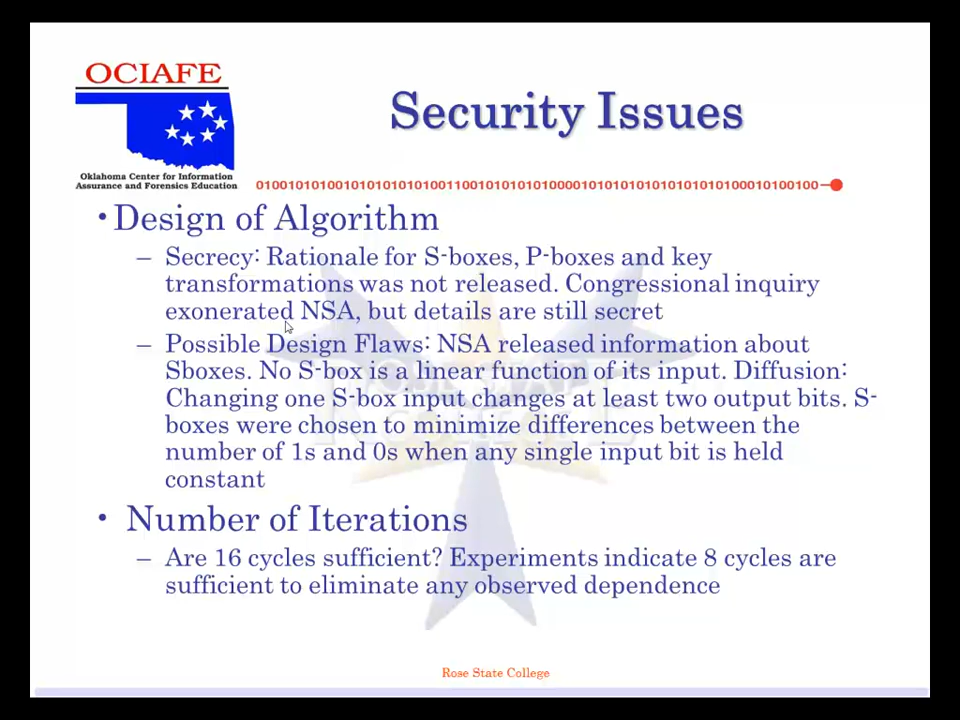 OCIAFE
Oklahoma Center for Information
Assurance and Forensics Education
Security Issues
01001010100101010101010100110010101010101000010101010101010101010100010100100
• Design of Algorithm
– Secrecy: Rationale for S-boxes, P-boxes and key
transformations was not released. Congressional inquiry
exonerated NSA, but details are still secret
– Possible Design Flaws: NSA released information about
Sboxes. No S-box is a linear function of its input. Diffusion:
Changing one S-box input changes at least two output bits. S-
boxes were chosen to minimize differences between the
number of 1s and 0s when any single input bit is held
constant
• Number of Iterations
– Are 16 cycles sufficient? Experiments indicate 8 cycles are
sufficient to eliminate any observed dependence
Rose State College